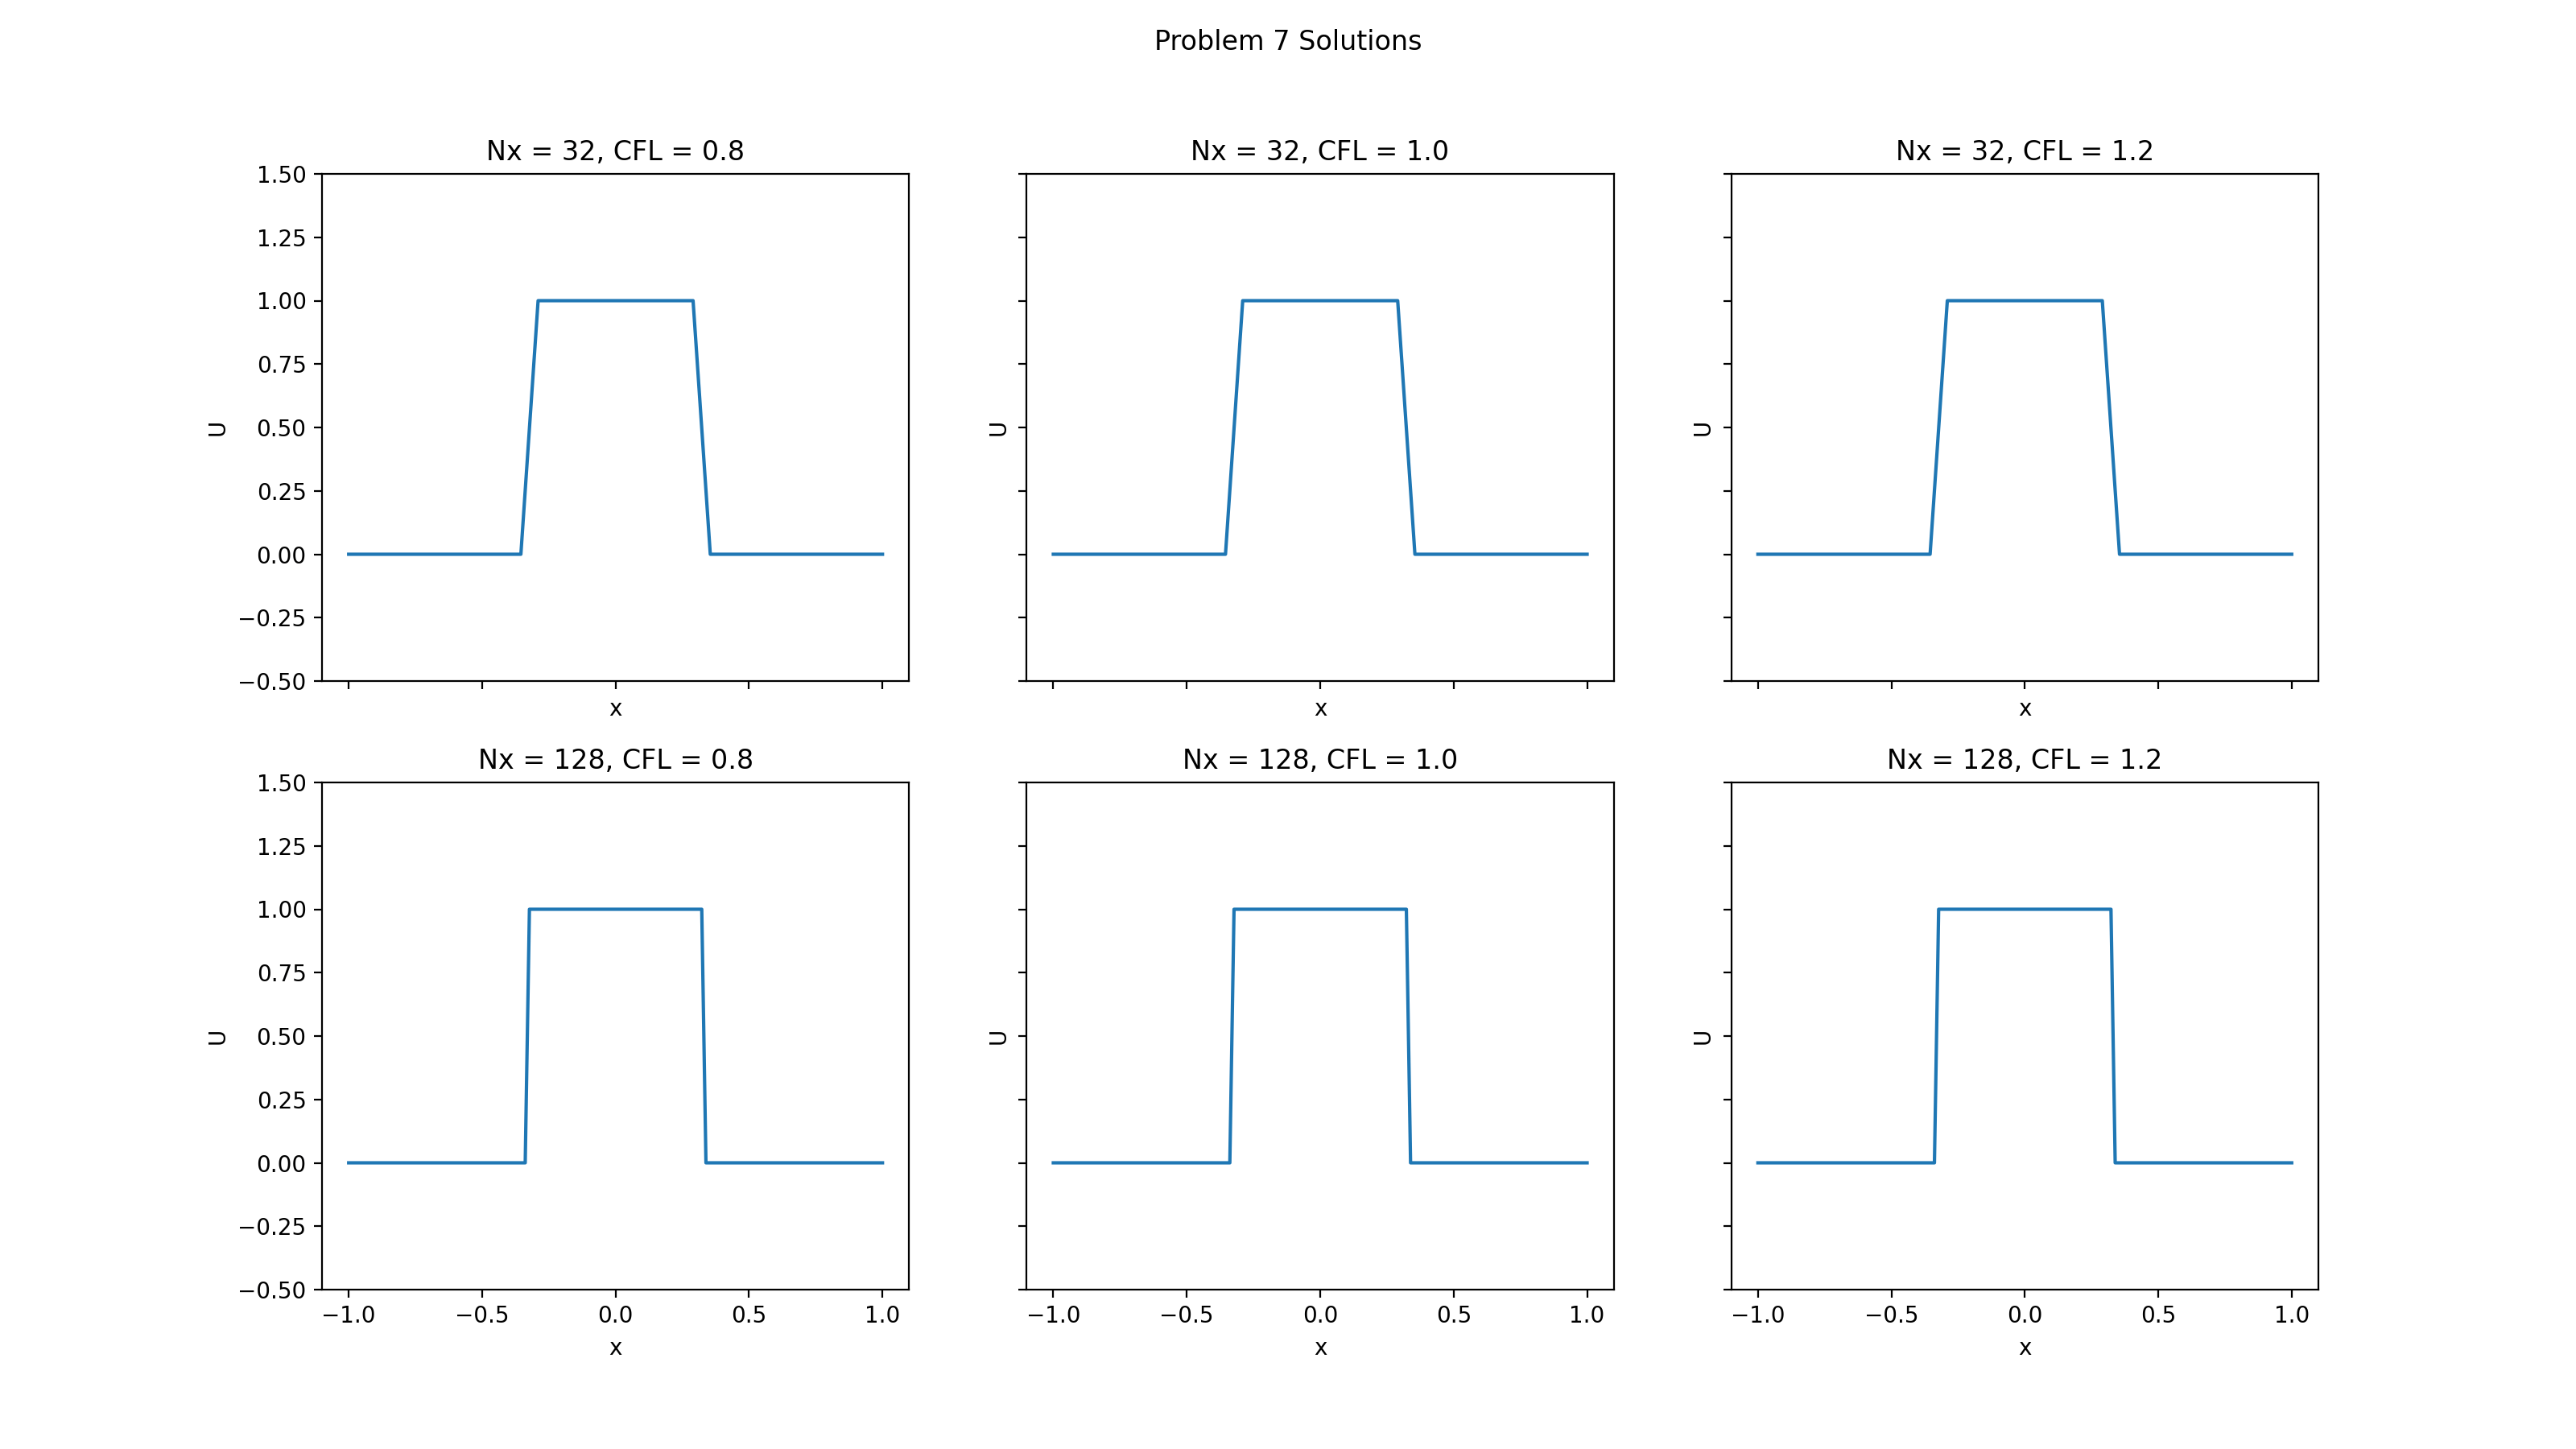 Problem 7 Solutions
Nx = 32, CFL = 0.8
Nx = 32, CFL = 1.0
Nx = 32, CFL = 1.2
1.50
1.25
1.00
0.75
0.50
0.25
0.00
−0.25
−0.50
U
U
U
x
x
x
Nx = 128, CFL = 0.8
Nx = 128, CFL = 1.0
Nx = 128, CFL = 1.2
1.50
1.25
1.00
0.75
0.50
0.25
0.00
−0.25
−0.50
U
U
U
−1.0 −0.5 0.0 0.5 1.0
−1.0 −0.5 0.0 0.5 1.0
−1.0 −0.5 0.0 0.5 1.0
x
x
x